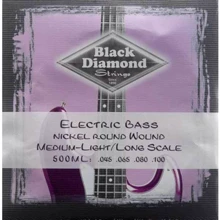 Black
Diamond
Strings
Electric Bass
Nickel Round Wound
Medium-Light/Long Scale
500ML: .045 .065 .080 .100